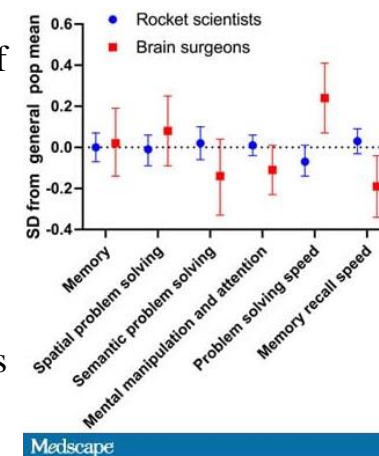 f
s
SD from general pop mean
0.6
0.4
0.2
0.0
-0.2
-0.4
Rocket scientists
Brain surgeons
Memory
Spatial problem solving
Semantic problem solving
Mental manipulation and attention
Problem solving speed
Memory recall speed
Medscape